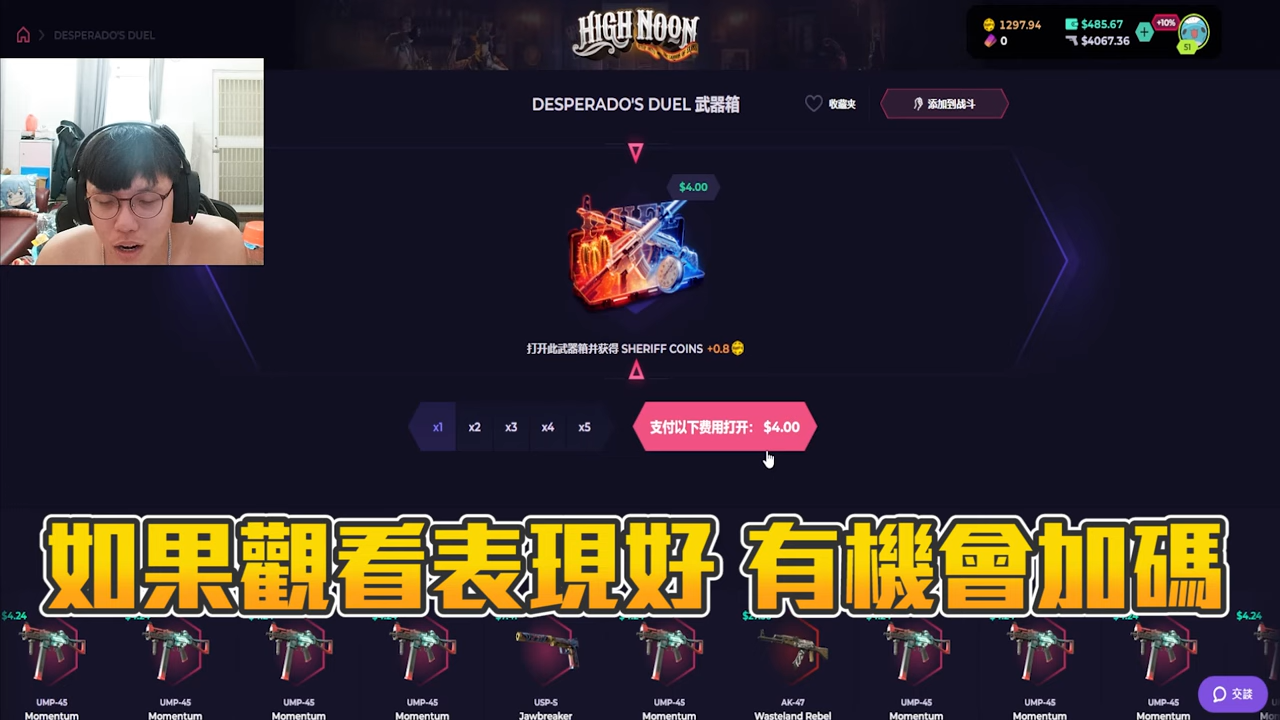 DESPERADO'S DUEL
HIGH NOON
1297.94
0
$485.67
$4067.36
+10%
51
DESPERADO'S DUEL 武器箱
收藏夹
添加到战斗
$4.00
打开此武器箱并获得 SHERIFF COINS +0.8
x1
x2
x3
x4
x5
支付以下费用打开: $4.00
如果觀看表現好 有機會加碼
$4.24
$4.24
UMP-45
Momentum
UMP-45
Momentum
UMP-45
Momentum
UMP-45
Momentum
USP-S
Jawbreaker
UMP-45
Momentum
AK-47
Wasteland Rebel
UMP-45
Momentum
UMP-45
Momentum
UMP-45
Momentum
交談